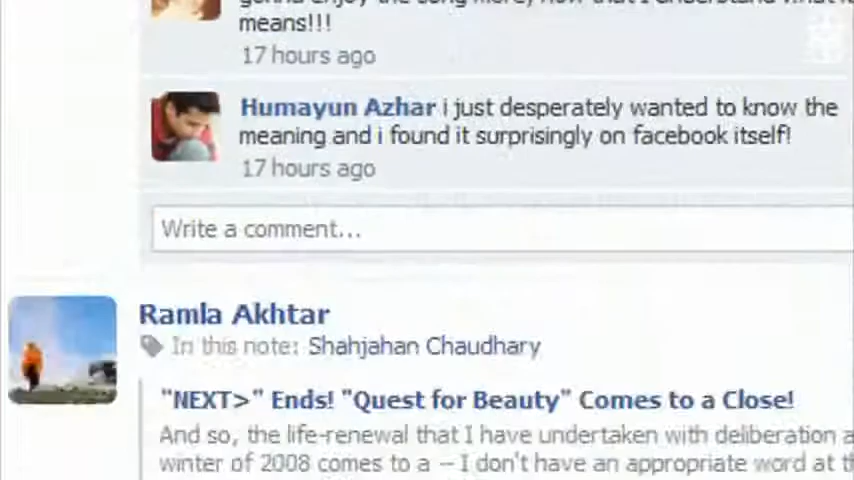 means!!!
17 hours ago
Humayun Azhar i just desperately wanted to know the
meaning and i found it surprisingly on facebook itself!
17 hours ago
Write a comment...
Ramla Akhtar
In this note: Shahjahan Chaudhary
"NEXT>" Ends! "Quest for Beauty" Comes to a Close!
And so, the life-renewal that I have undertaken with deliberation a
winter of 2008 comes to a -- I don't have an appropriate word at th